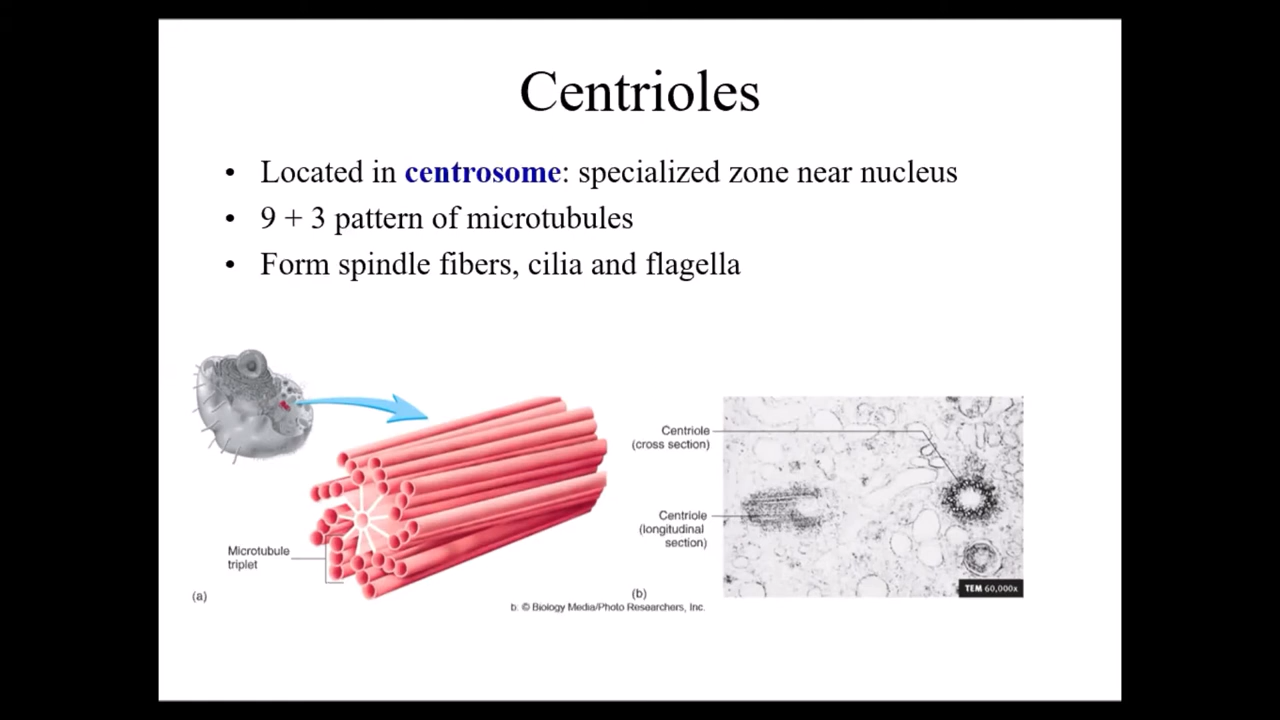 Centrioles
• Located in centrosome: specialized zone near nucleus
• 9 + 3 pattern of microtubules
• Form spindle fibers, cilia and flagella
Centriole
(cross section)
Centriole
(longitudinal
section)
Microtubule
triplet
(a)
(b)
TEM 60,000x
b: © Biology Media/Photo Researchers, Inc.